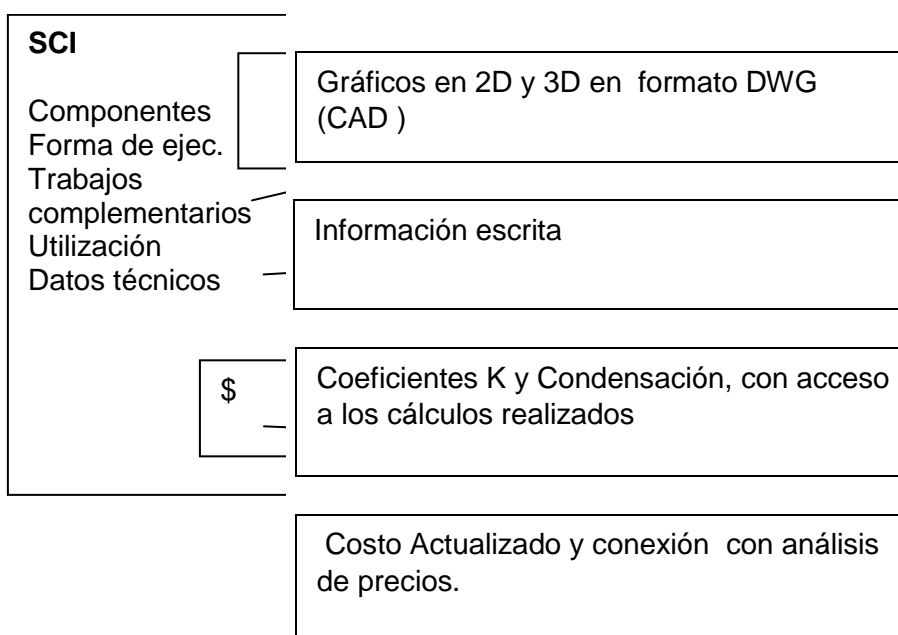 SCI
Componentes
Forma de ejec.
Trabajos
complementarios
Utilización
Datos técnicos
$
Gráficos en 2D y 3D en formato DWG
(CAD )
Información escrita
Coeficientes K y Condensación, con acceso
a los cálculos realizados
Costo Actualizado y conexión con análisis
de precios.